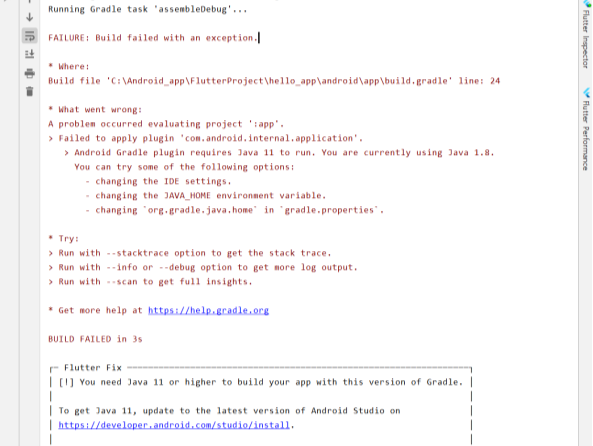 Running Gradle task 'assembleDebug'...
FAILURE: Build failed with an exception.
* Where:
Build file 'C:\Android_app\FlutterProject\hello_app\android\app\build.gradle' line: 24
* What went wrong:
A problem occurred evaluating project ':app'.
> Failed to apply plugin 'com.android.internal.application'.
> Android Gradle plugin requires Java 11 to run. You are currently using Java 1.8.
You can try some of the following options:
- changing the IDE settings.
- changing the JAVA_HOME environment variable.
- changing `org.gradle.java.home` in `gradle.properties`.
* Try:
> Run with --stacktrace option to get the stack trace.
> Run with --info or --debug option to get more log output.
> Run with --scan to get full insights.
* Get more help at https://help.gradle.org
BUILD FAILED in 3s
Flutter Fix
[!] You need Java 11 or higher to build your app with this version of Gradle.
To get Java 11, update to the latest version of Android Studio on
https://developer.android.com/studio/install.
Flutter Inspector
Flutter Performance